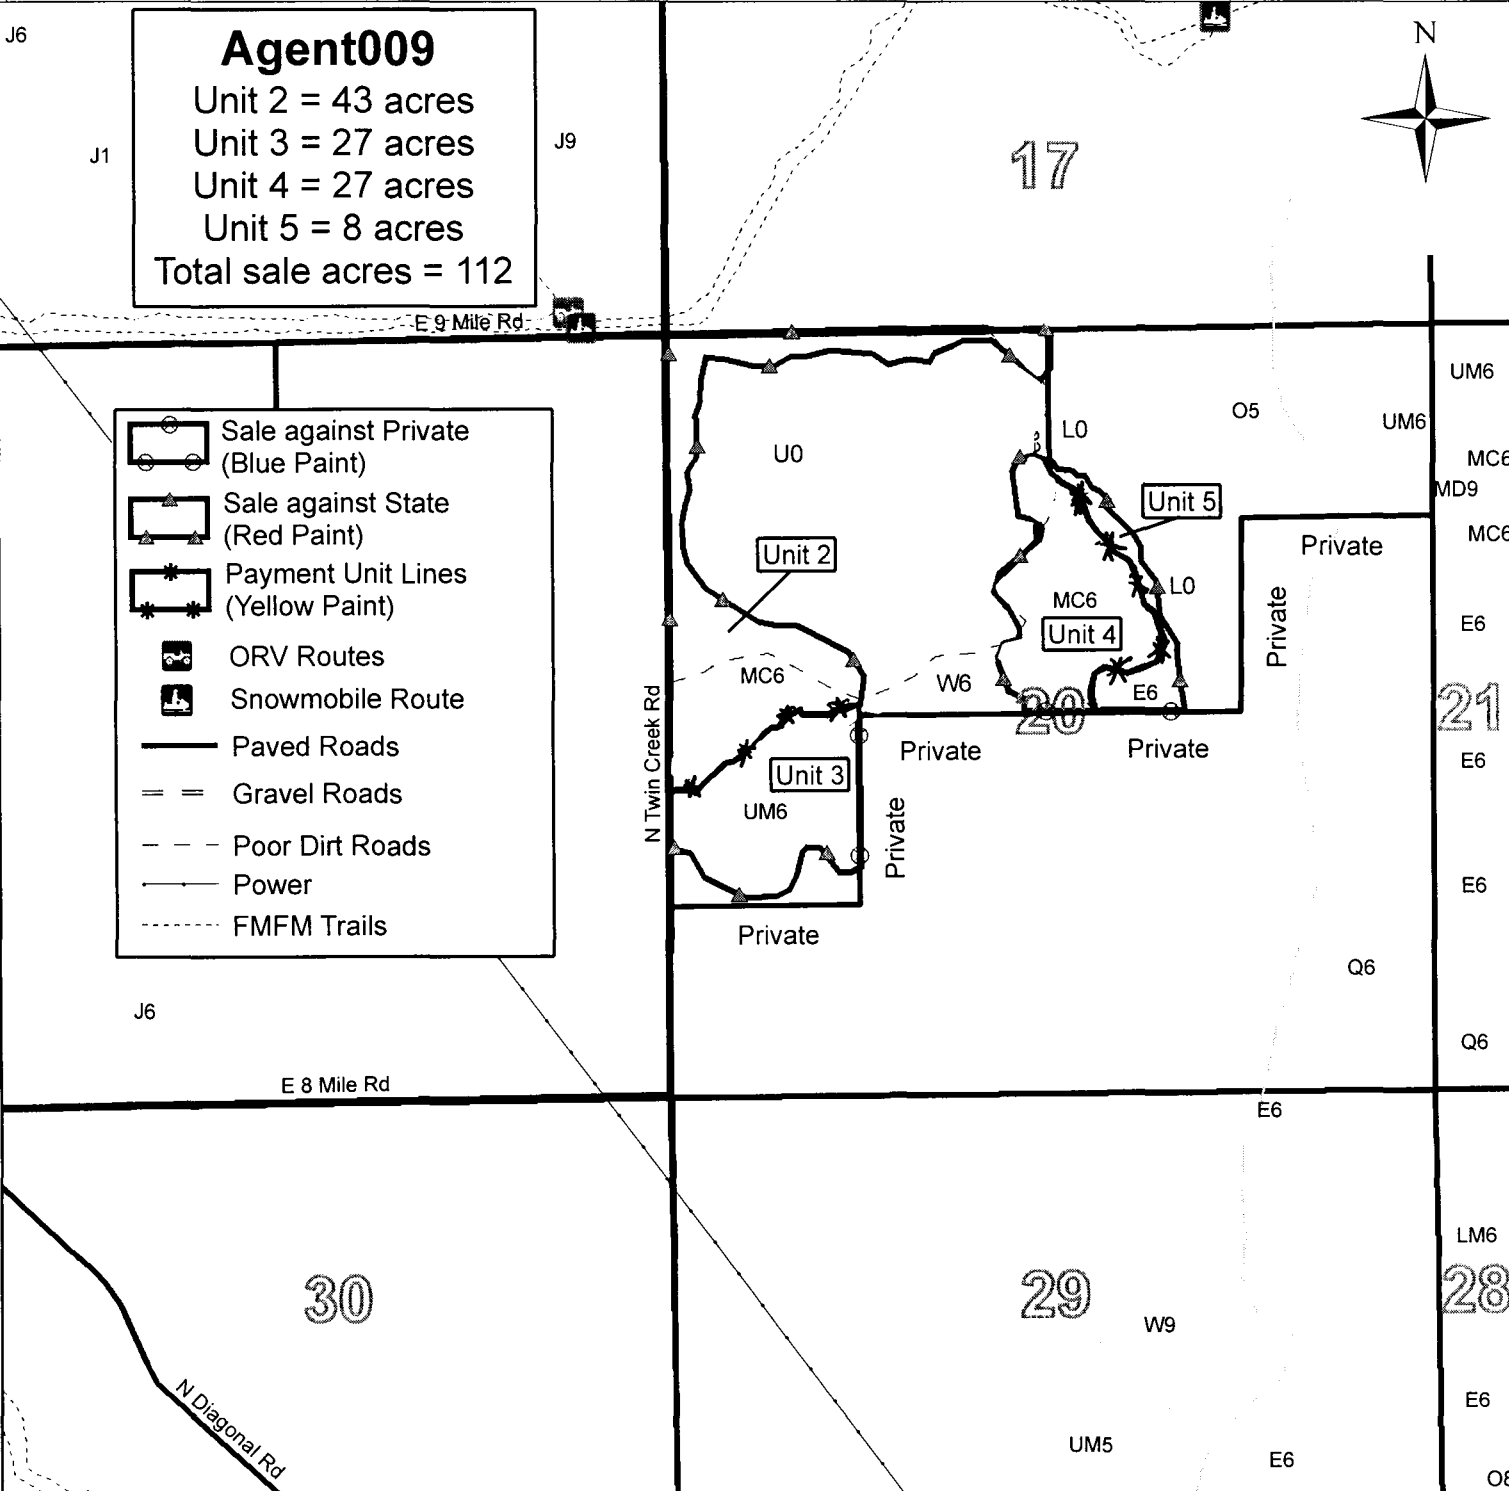 J6
N
Agent009
Unit 2 = 43 acres
Unit 3 = 27 acres
Unit 4 = 27 acres
Unit 5 = 8 acres
Total sale acres = 112
J1
J9
17
E 9 Mile Rd
UM6
O5
UM6
L0
U0
MC6
MD9
MC6
Sale against Private
(Blue Paint)
Sale against State
(Red Paint)
Payment Unit Lines
(Yellow Paint)
ORV Routes
Snowmobile Route
Paved Roads
Gravel Roads
Poor Dirt Roads
Power
FMFM Trails
Unit 5
Private
Unit 2
L0
MC6
Private
E6
Unit 4
MC6
W6
E6
20
21
N Twin Creek Rd
Private
Private
E6
Unit 3
UM6
Private
E6
Private
Q6
J6
Q6
E 8 Mile Rd
E6
LM6
30
29
28
W9
N Diagonal Rd
E6
UM5
E6
O8